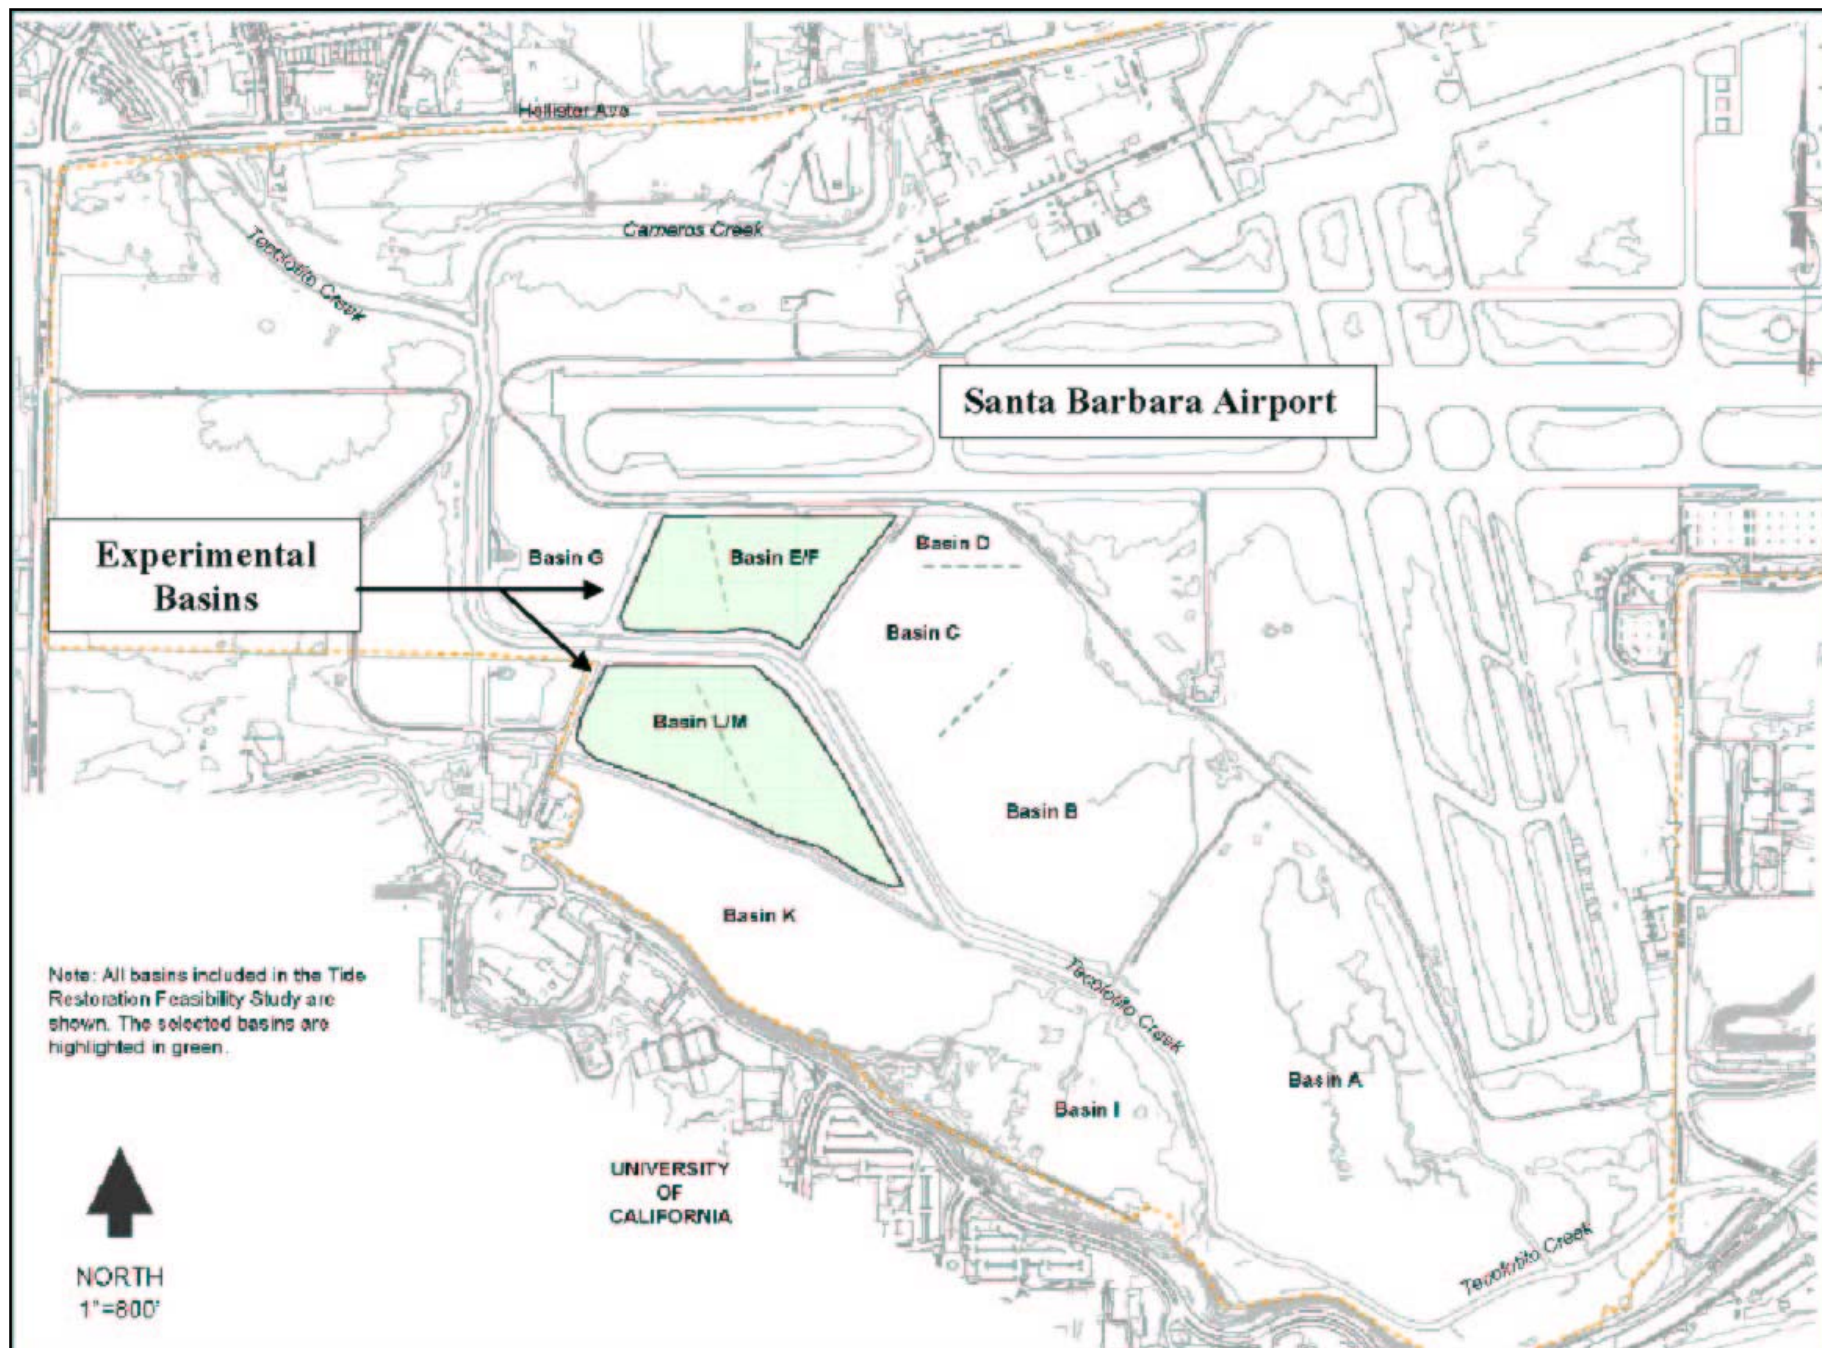 Hollister Ave
Carneros Creek
Tecolotito Creek
Santa Barbara Airport
Experimental
Basins
Basin G
Basin E/F
Basin D
Basin C
Basin L/M
Basin B
Basin K
Note: All basins included in the Tide
Restoration Feasibility Study are
shown. The selected basins are
highlighted in green.
Tecolotito Creek
Basin A
Basin I
UNIVERSITY
OF
CALIFORNIA
Tecolotito Creek
NORTH
1"=800'